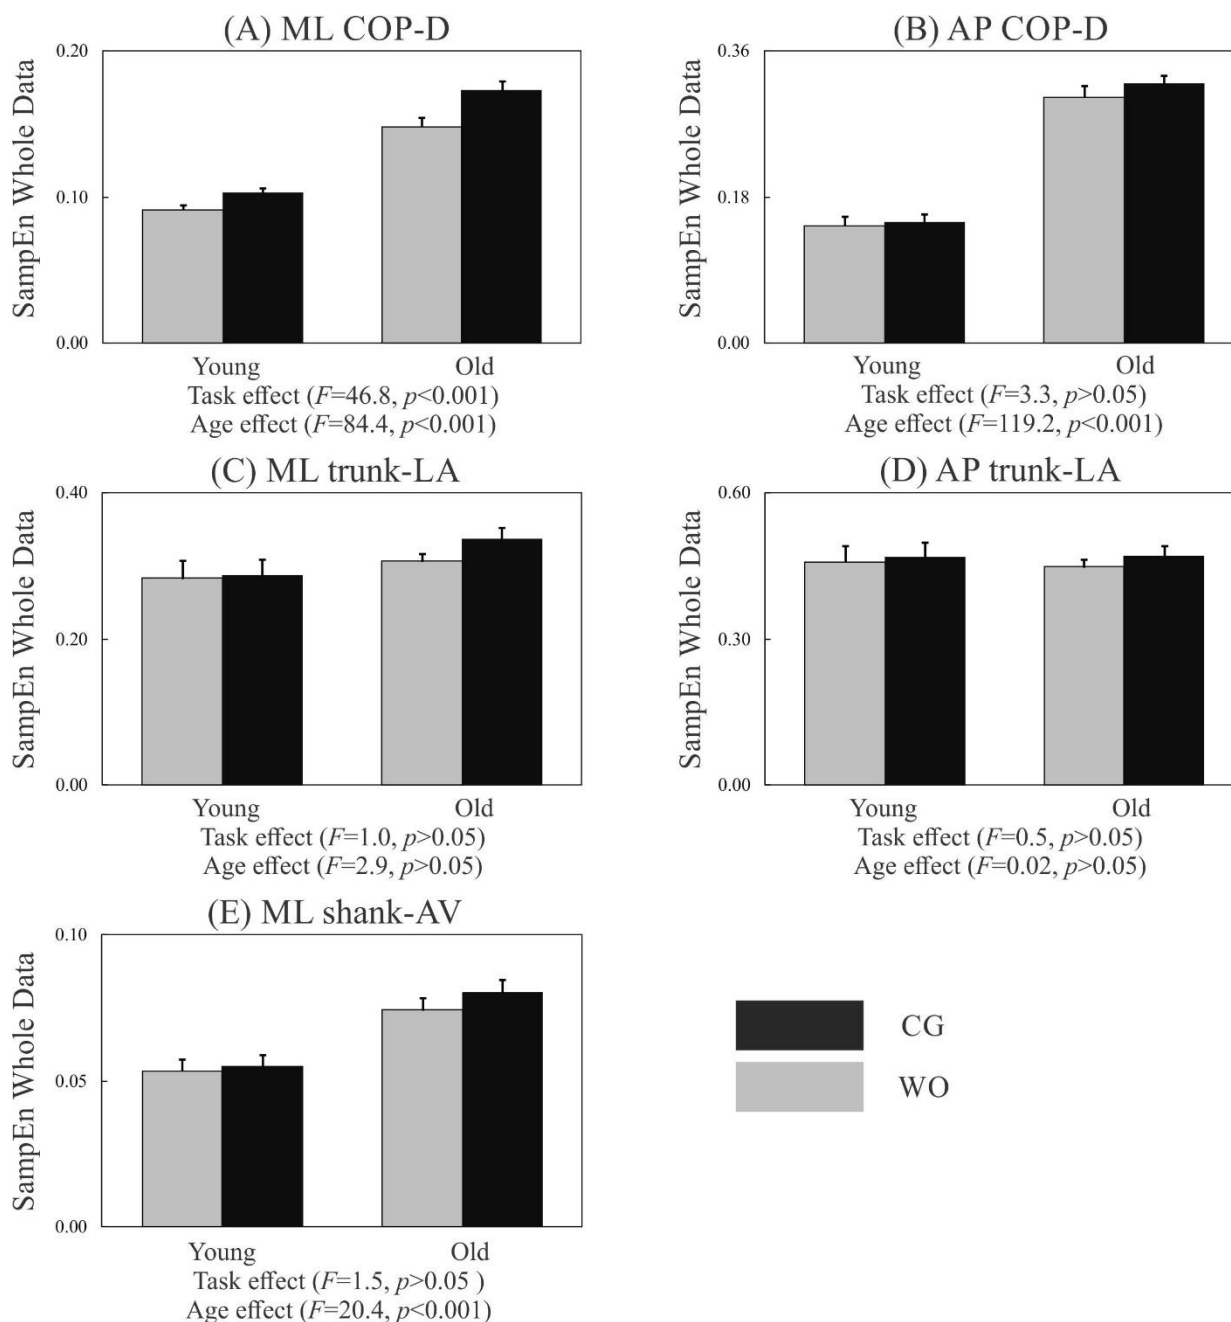 (A) ML COP-D
SampEn Whole Data
0.20
0.10
0.00
Young Old
Task effect (F=46.8, p<0.001)
Age effect (F=84.4, p<0.001)
(B) AP COP-D
SampEn Whole Data
0.36
0.18
0.00
Young Old
Task effect (F=3.3, p>0.05)
Age effect (F=119.2, p<0.001)
(C) ML trunk-LA
SampEn Whole Data
0.40
0.20
0.00
Young Old
Task effect (F=1.0, p>0.05)
Age effect (F=2.9, p>0.05)
(D) AP trunk-LA
SampEn Whole Data
0.60
0.30
0.00
Young Old
Task effect (F=0.5, p>0.05)
Age effect (F=0.02, p>0.05)
(E) ML shank-AV
SampEn Whole Data
0.10
0.05
0.00
Young Old
Task effect (F=1.5, p>0.05 )
Age effect (F=20.4, p<0.001)
CG
WO